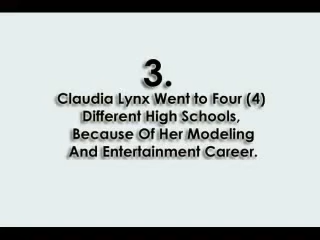 3.
Claudia Lynx Went to Four (4)
Different High Schools,
Because Of Her Modeling
And Entertainment Career.